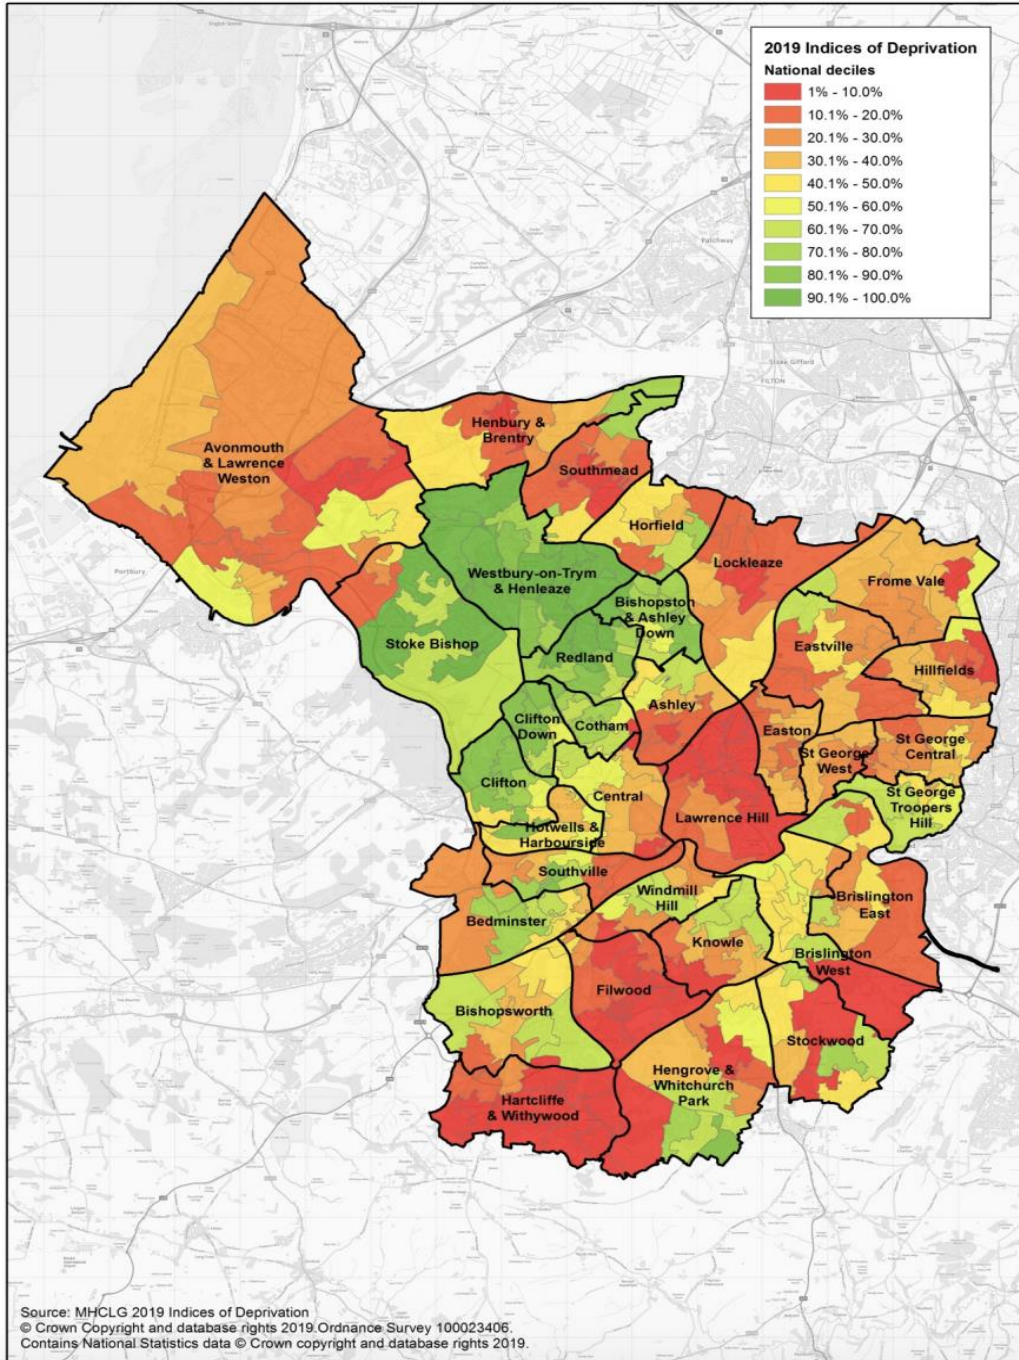 2019 Indices of Deprivation
National deciles
1% - 10.0%
10.1% - 20.0%
20.1% - 30.0%
30.1% - 40.0%
40.1% - 50.0%
50.1% - 60.0%
60.1% - 70.0%
70.1% - 80.0%
80.1% - 90.0%
90.1% - 100.0%
Patchway
Stoke Gifford
FILTON
Portbury
Henbury &
Brentry
Avonmouth
& Lawrence
Weston
Southmead
Horfield
Lockleaze
Frome Vale
Westbury-on-Trym
& Henleaze
Bishopston
& Ashley
Down
Stoke Bishop
Redland
Eastville
Hillfields
Ashley
Clifton
Down
Cotham
Easton
St George
West
St George
Central
Clifton
Central
Lawrence Hill
St George
Troopers
Hill
Hotwells &
Harbourside
Southville
Windmill
Hill
Brislington
East
Bedminster
Knowle
Brislington
West
Filwood
Bishopsworth
Stockwood
Hengrove &
Whitchurch
Park
Hartcliffe
& Withywood
Source: MHCLG 2019 Indices of Deprivation
© Crown Copyright and database rights 2019.Ordnance Survey 100023406.
Contains National Statistics data © Crown copyright and database rights 2019.